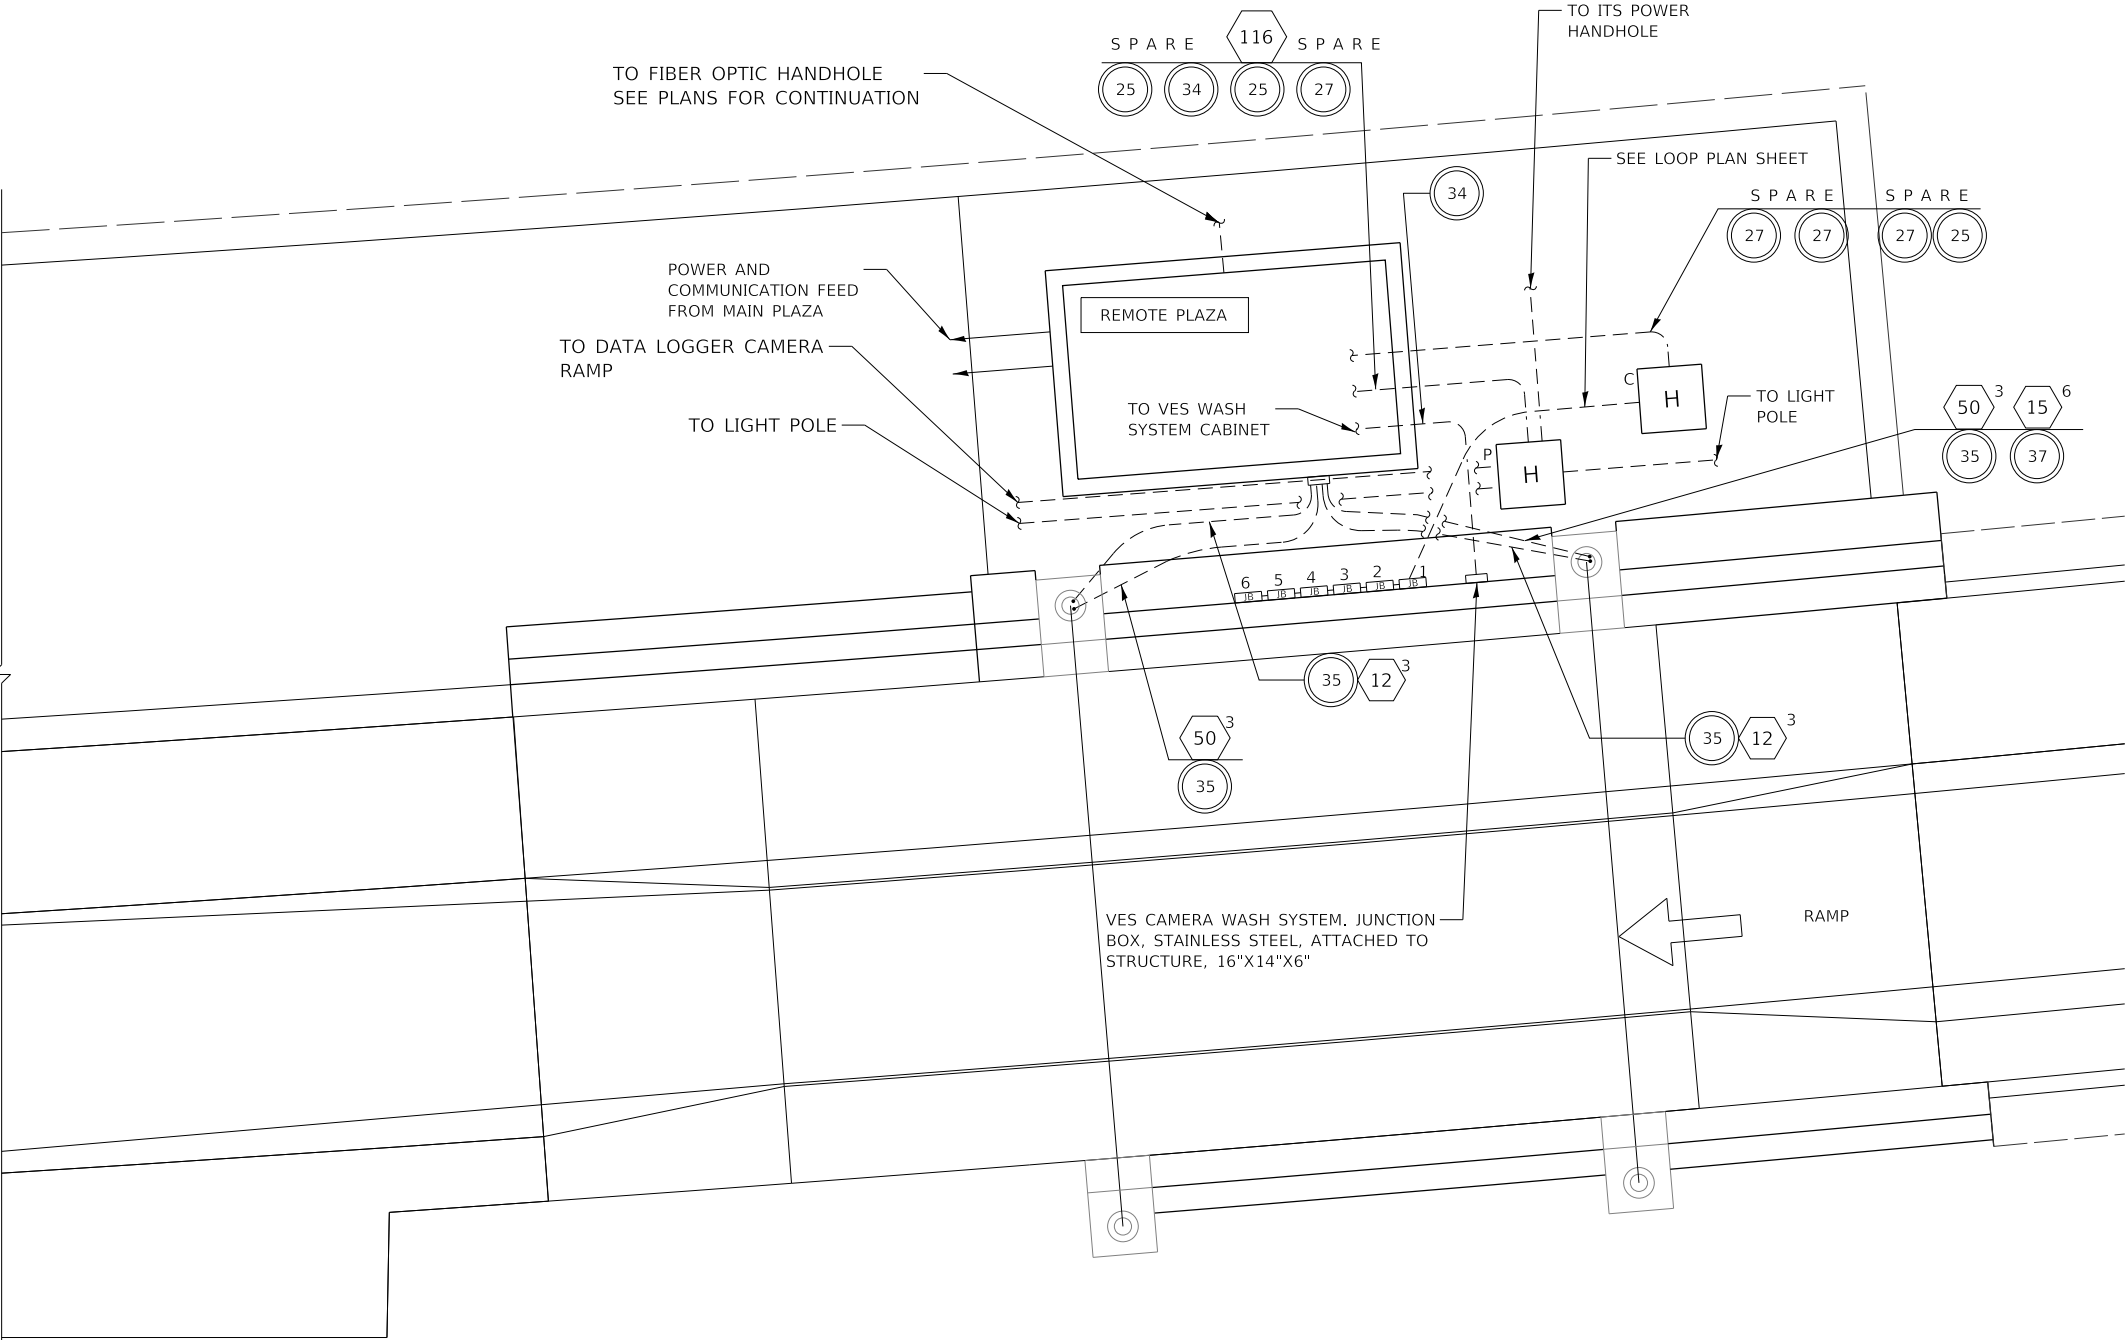 TO ITS POWER
HANDHOLE
S P A R E
116
S P A R E
25
34
25
27
TO FIBER OPTIC HANDHOLE
SEE PLANS FOR CONTINUATION
SEE LOOP PLAN SHEET
34
S P A R E
S P A R E
27
27
27
25
POWER AND
COMMUNICATION FEED
FROM MAIN PLAZA
REMOTE PLAZA
TO DATA LOGGER CAMERA
RAMP
C
H
TO LIGHT
POLE
50
3
15
6
35
37
TO VES WASH
SYSTEM CABINET
TO LIGHT POLE
P
H
6
5
4
3
2
1
JB
JB
JB
JB
JB
JB
35
12
3
50
3
35
35
12
3
VES CAMERA WASH SYSTEM. JUNCTION
BOX, STAINLESS STEEL, ATTACHED TO
STRUCTURE, 16"X14"X6"
RAMP